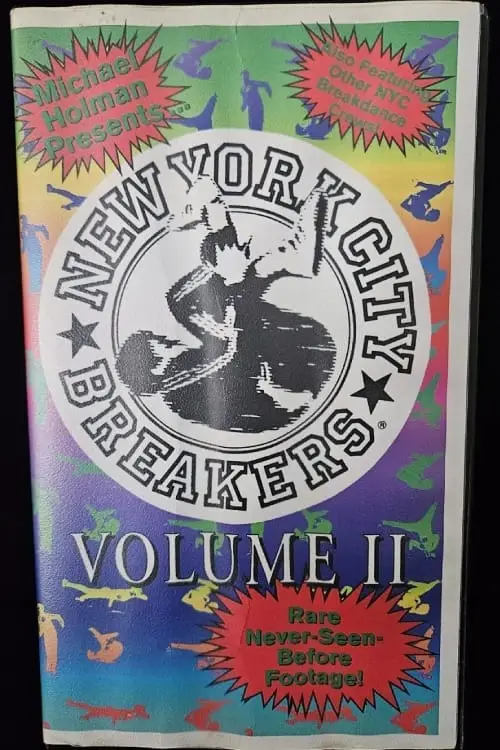 Michael
Holman
Presents...
Also Featuring
Other NYC
Breakdance
Crews!
NEW YORK CITY
BREAKERS
®
VOLUME II
Rare
Never-Seen-
Before
Footage!